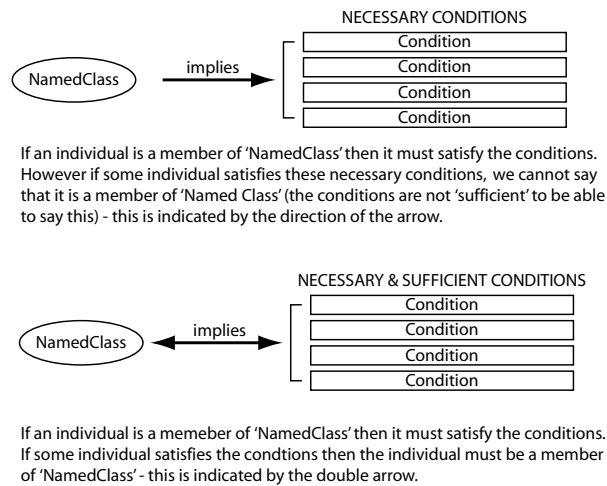 NECESSARY CONDITIONS
Condition
NamedClass
implies
Condition
Condition
Condition
If an individual is a member of ‘NamedClass’ then it must satisfy the conditions.
However if some individual satisfies these necessary conditions, we cannot say
that it is a member of ‘Named Class’ (the conditions are not ‘sufficient’ to be able
to say this) - this is indicated by the direction of the arrow.
NECESSARY & SUFFICIENT CONDITIONS
Condition
NamedClass
implies
Condition
Condition
Condition
If an individual is a memeber of ‘NamedClass’ then it must satisfy the conditions.
If some individual satisfies the condtions then the individual must be a member
of ‘NamedClass’ - this is indicated by the double arrow.